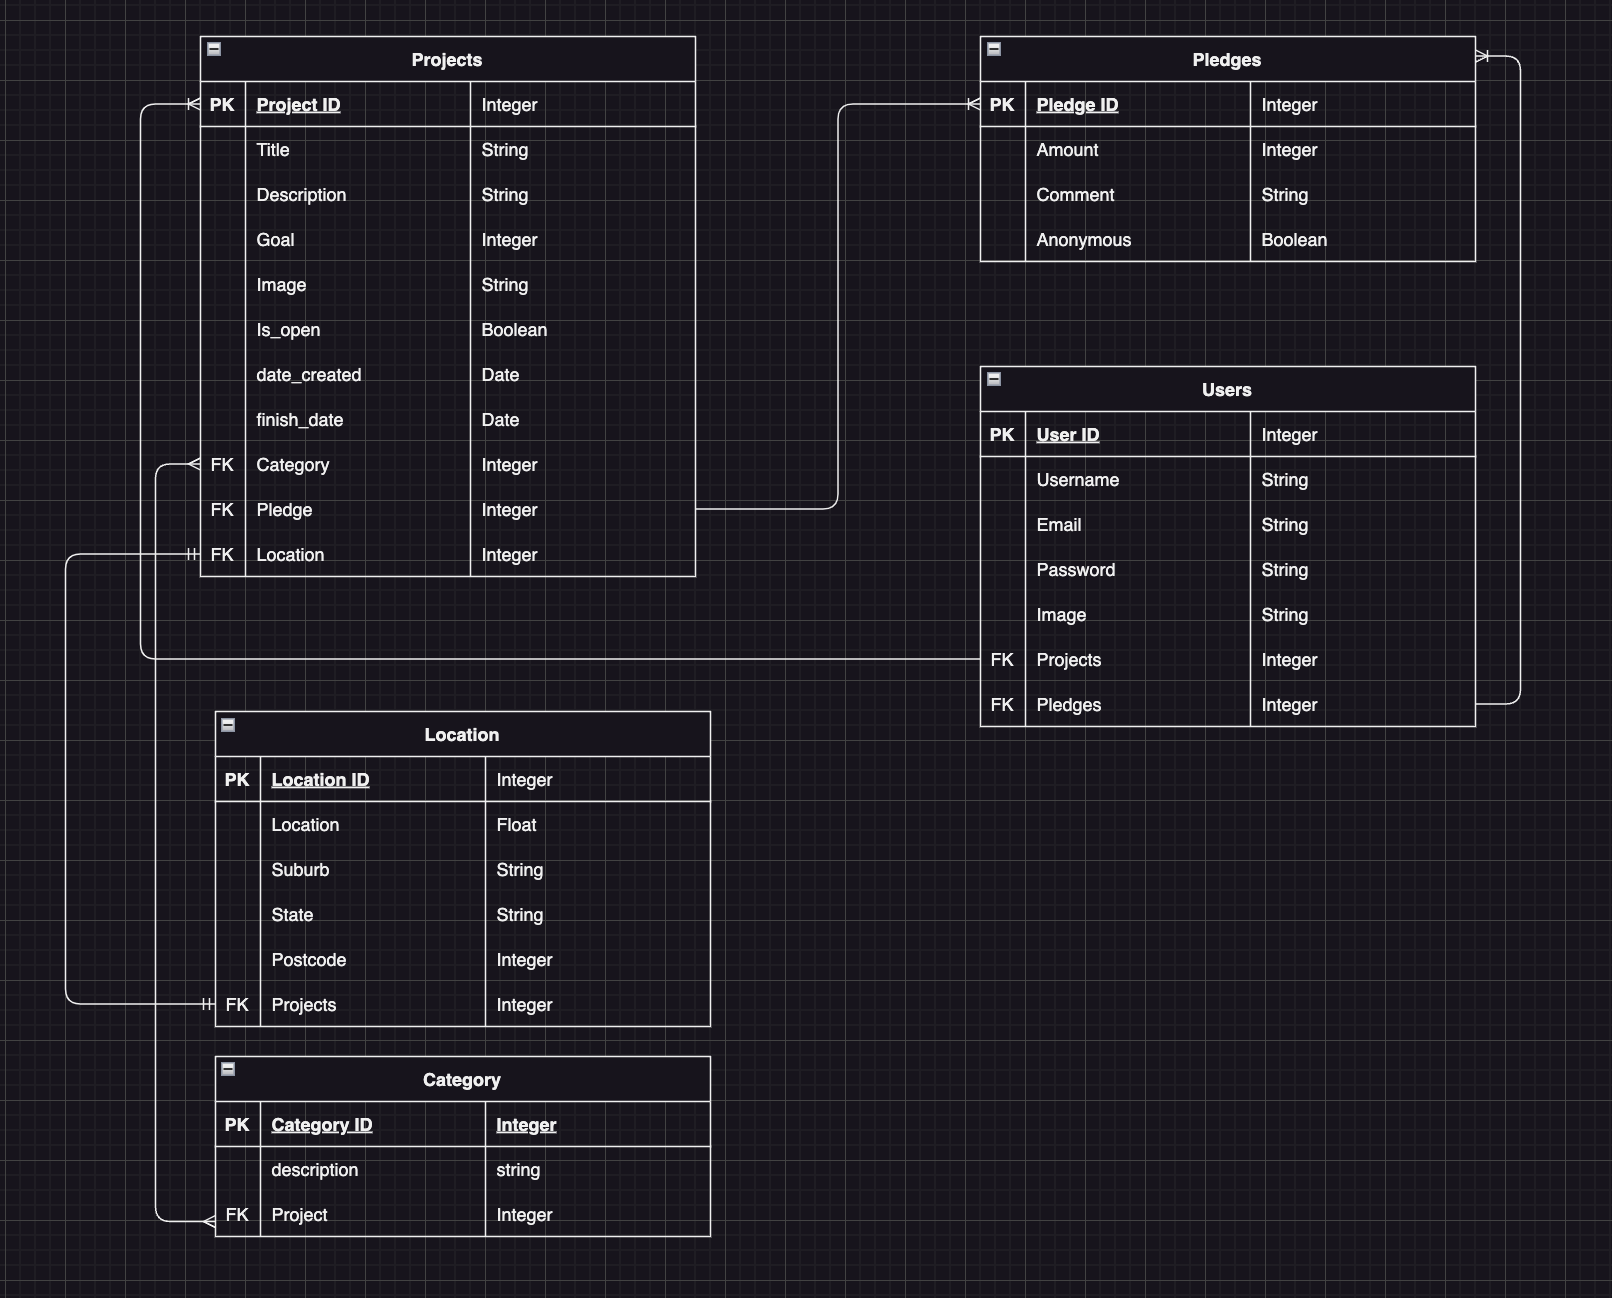 Projects
PK Project ID Integer
Title String
Description String
Goal Integer
Image String
Is_open Boolean
date_created Date
finish_date Date
FK Category Integer
FK Pledge Integer
FK Location Integer
Pledges
PK Pledge ID Integer
Amount Integer
Comment String
Anonymous Boolean
Users
PK User ID Integer
Username String
Email String
Password String
Image String
FK Projects Integer
FK Pledges Integer
Location
PK Location ID Integer
Location Float
Suburb String
State String
Postcode Integer
FK Projects Integer
Category
PK Category ID Integer
description string
FK Project Integer